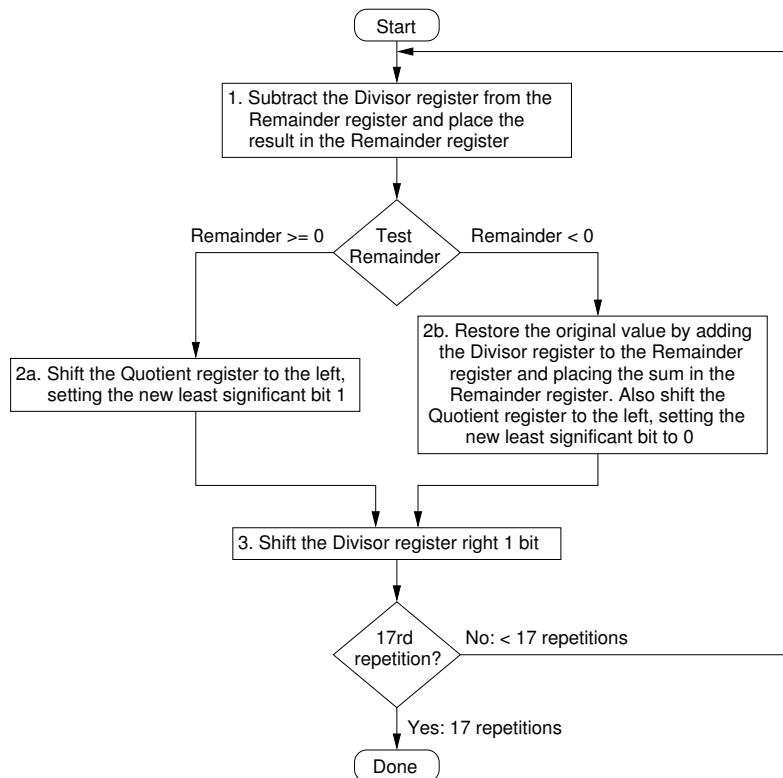 Start
1. Subtract the Divisor register from the
Remainder register and place the
result in the Remainder register
Remainder >= 0
Test
Remainder
Remainder < 0
2a. Shift the Quotient register to the left,
setting the new least significant bit 1
2b. Restore the original value by adding
the Divisor register to the Remainder
register and placing the sum in the
Remainder register. Also shift the
Quotient register to the left, setting the
new least significant bit to 0
3. Shift the Divisor register right 1 bit
17rd
repetition?
No: < 17 repetitions
Yes: 17 repetitions
Done